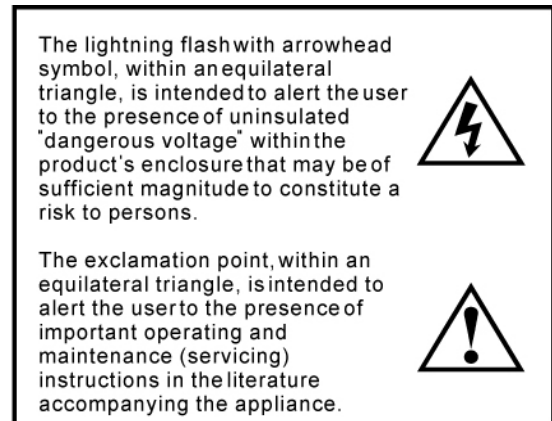 The lightning flash with arrowhead
symbol, within an equilateral
triangle, is intended to alert the user
to the presence of uninsulated
"dangerous voltage" within the
product's enclosure that may be of
sufficient magnitude to constitute a
risk to persons.
The exclamation point, within an
equilateral triangle, is intended to
alert the user to the presence of
important operating and
maintenance (servicing)
instructions in the literature
accompanying the appliance.